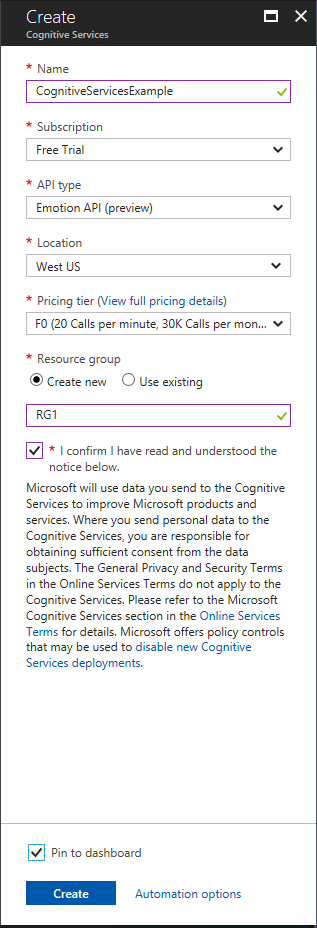 Create
Cognitive Services
* Name
CognitiveServicesExample
* Subscription
Free Trial
* API type
Emotion API (preview)
* Location
West US
* Pricing tier (View full pricing details)
F0 (20 Calls per minute, 30K Calls per mon...
* Resource group
Create new Use existing
RG1
* I confirm I have read and understood the
notice below.
Microsoft will use data you send to the Cognitive
Services to improve Microsoft products and
services. Where you send personal data to the
Cognitive Services, you are responsible for
obtaining sufficient consent from the data
subjects. The General Privacy and Security Terms
in the Online Services Terms do not apply to the
Cognitive Services. Please refer to the Microsoft
Cognitive Services section in the Online Services
Terms for details. Microsoft offers policy controls
that may be used to disable new Cognitive
Services deployments.
Pin to dashboard
Create Automation options